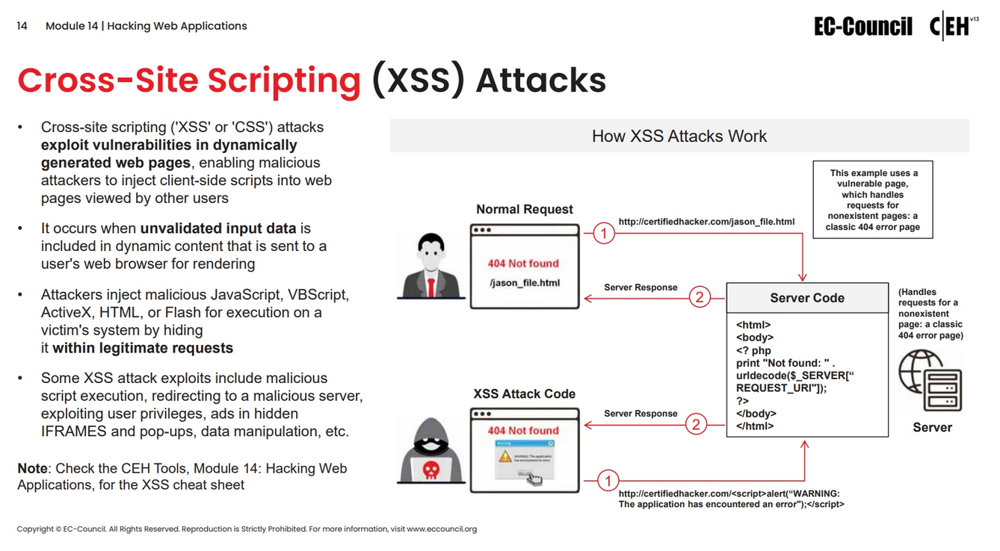 14 Module 14 | Hacking Web Applications
EC-Council C|EH v13
Cross-Site Scripting (XSS) Attacks
• Cross-site scripting ('XSS' or 'CSS') attacks
exploit vulnerabilities in dynamically
generated web pages, enabling malicious
attackers to inject client-side scripts into web
pages viewed by other users
• It occurs when unvalidated input data is
included in dynamic content that is sent to a
user's web browser for rendering
• Attackers inject malicious JavaScript, VBScript,
ActiveX, HTML, or Flash for execution on a
victim's system by hiding
it within legitimate requests
• Some XSS attack exploits include malicious
script execution, redirecting to a malicious server,
exploiting user privileges, ads in hidden
IFRAMES and pop-ups, data manipulation, etc.
Note: Check the CEH Tools, Module 14: Hacking Web
Applications, for the XSS cheat sheet
How XSS Attacks Work
This example uses a
vulnerable page,
which handles
requests for
nonexistent pages: a
classic 404 error page
Normal Request
404 Not found
/jason_file.html
1
http://certifiedhacker.com/jason_file.html
Server Response
2
Server Code
<html>
<body>
<? php
print "Not found: " .
urldecode($_SERVER[“
REQUEST_URI"]);
?>
</body>
</html>
(Handles
requests for a
nonexistent
page: a classic
404 error page)
Server
XSS Attack Code
404 Not found
Warning
WARNING: The application
has encountered an error
Server Response
2
1
http://certifiedhacker.com/<script>alert(“WARNING:
The application has encountered an error");</script>
Copyright © EC-Council. All Rights Reserved. Reproduction is Strictly Prohibited. For more information, visit www.eccouncil.org